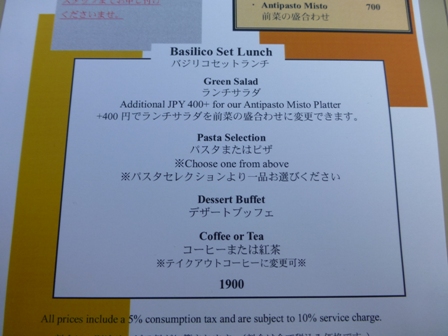 くださいませ。
Antipasto Misto 700
前菜の盛合わせ
Basilico Set Lunch
バジリコセットランチ
Green Salad
ランチサラダ
Additional JPY 400+ for our Antipasto Misto Platter
+400 円でランチサラダを前菜の盛合わせに変更できます。
Pasta Selection
パスタまたはピザ
※Choose one from above
※パスタセレクションより一品お選びください
Dessert Buffet
デザートブッフェ
Coffee or Tea
コーヒーまたは紅茶
※テイクアウトコーヒーに変更可※
1900
All prices include a 5% consumption tax and are subject to 10% service charge.